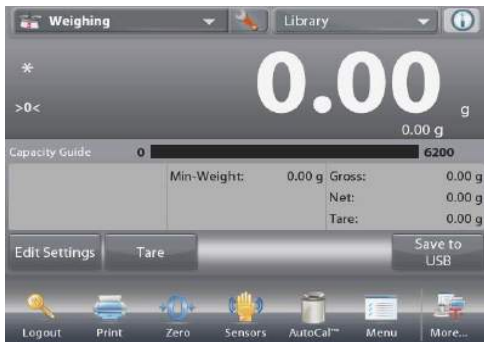 Weighing Library
*
>0<
0.00 g
0.00 g
Capacity Guide 0 6200
Min-Weight: 0.00 g Gross: 0.00 g
Net: 0.00 g
Tare: 0.00 g
Edit Settings Tare Save to
USB
Logout Print Zero Sensors AutoCal™ Menu More...